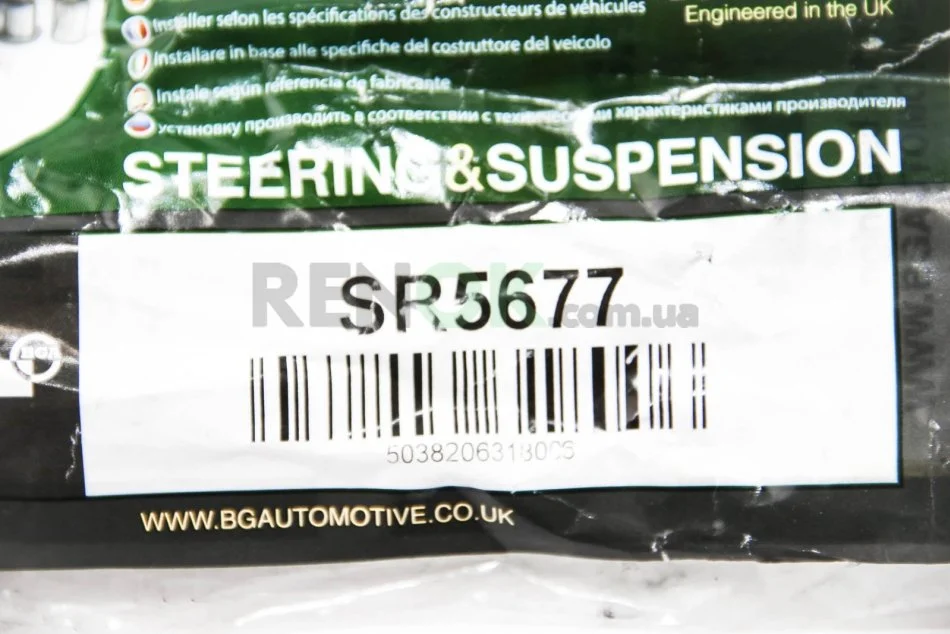 Installer selon les spécifications des constructeurs de véhicules
Engineered in the UK
Installare in base alle specifiche del costruttore del veicolo
Instale según referencia de fabricante
Установку производить в соответствии с техническими характеристиками производителя
STEERING&SUSPENSION
SR5677
RENOK.com.ua
BGA
WWW.BGAUTOMOTIVE.CO.UK